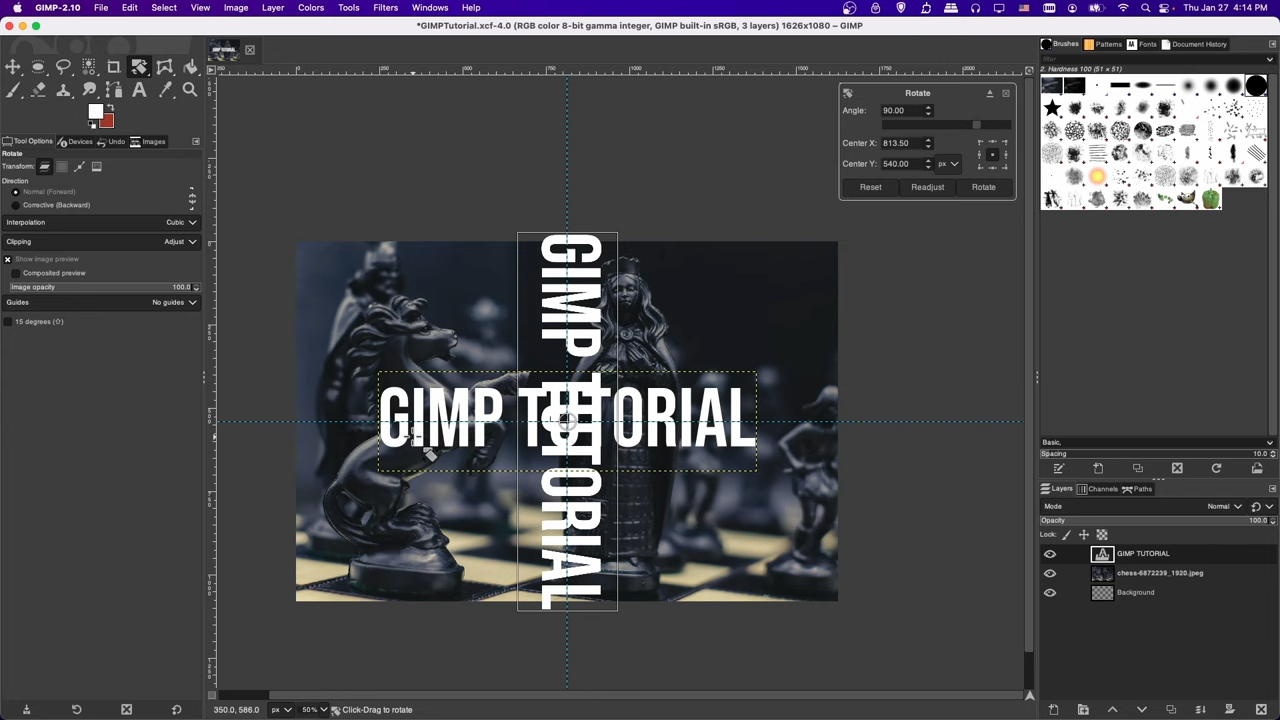 GIMP-2.10 File Edit Select View Image Layer Colors Tools Filters Windows Help Thu Jan 27 4:14 PM
*GIMPTutorial.xcf-4.0 (RGB color 8-bit gamma integer, GIMP built-in sRGB, 3 layers) 1626x1080 – GIMP
Brushes Patterns Fonts Document History
filter
2. Hardness 100 (51 × 51)
Tool Options Devices Undo Images
Rotate
Transform:
Direction
Normal (Forward)
Corrective (Backward)
Interpolation Cubic
Clipping Adjust
Show image preview
Composited preview
Image opacity 100.0
Guides No guides
15 degrees (⇧)
Rotate
Angle: 90.00
Center X: 813.50
Center Y: 540.00 px
Reset Readjust Rotate
GIMP TUTORIAL
GIMP TUTORIAL
Basic,
Spacing 10.0
Layers Channels Paths
Mode Normal
Opacity 100.0
Lock:
GIMP TUTORIAL
chess-6872239_1920.jpeg
Background
350.0, 586.0 px 50% Click-Drag to rotate